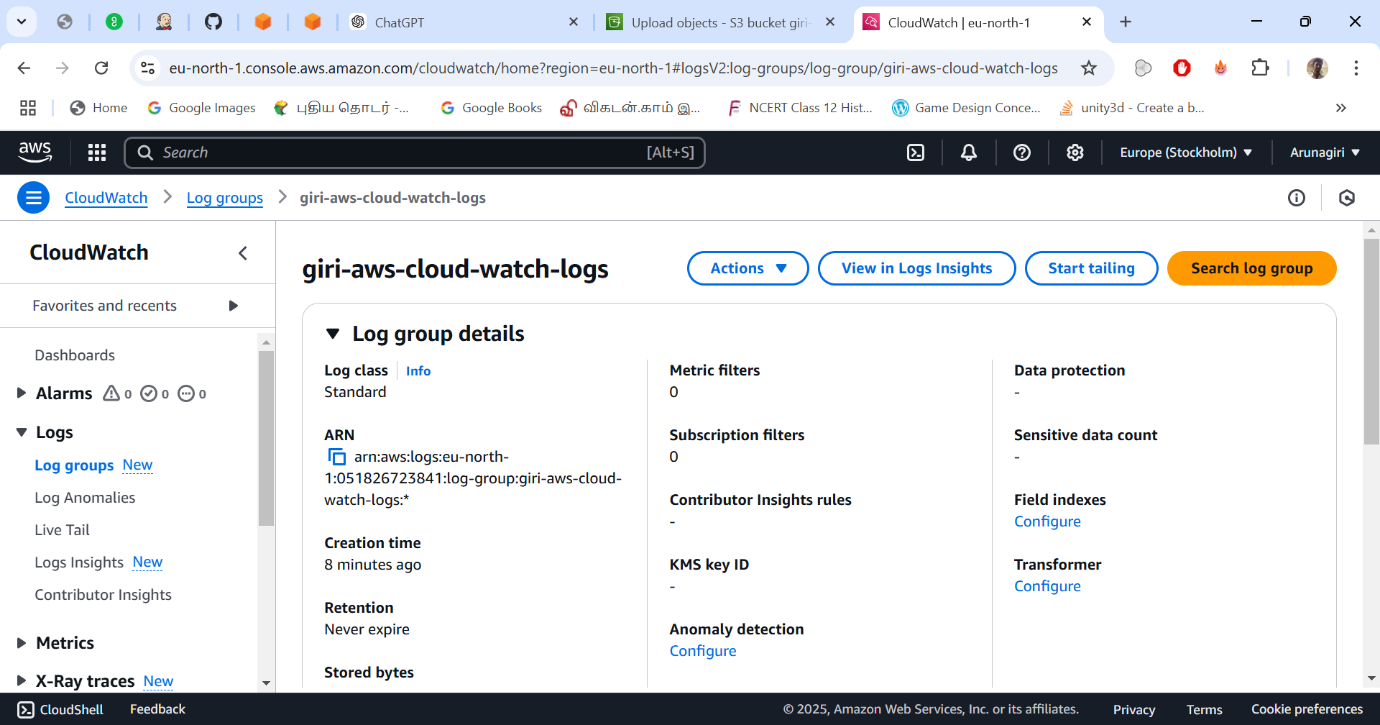 ChatGPT
Upload objects - S3 bucket giri-
CloudWatch | eu-north-1
eu-north-1.console.aws.amazon.com/cloudwatch/home?region=eu-north-1#logsV2:log-groups/log-group/giri-aws-cloud-watch-logs
Home
Google Images
புதிய தொடர் -...
Google Books
விகடன்.காம் இ...
NCERT Class 12 Hist...
Game Design Conce...
unity3d - Create a b...
aws
Search
[Alt+S]
Europe (Stockholm)
Arunagiri
CloudWatch
Log groups
giri-aws-cloud-watch-logs
CloudWatch
Favorites and recents
Dashboards
Alarms 0 0 0
Logs
Log groups New
Log Anomalies
Live Tail
Logs Insights New
Contributor Insights
Metrics
X-Ray traces New
giri-aws-cloud-watch-logs
Actions
View in Logs Insights
Start tailing
Search log group
Log group details
Log class Info
Standard
ARN
arn:aws:logs:eu-north-
1:051826723841:log-group:giri-aws-cloud-
watch-logs:*
Creation time
8 minutes ago
Retention
Never expire
Stored bytes
Metric filters
0
Subscription filters
0
Contributor Insights rules
-
KMS key ID
-
Anomaly detection
Configure
Data protection
-
Sensitive data count
-
Field indexes
Configure
Transformer
Configure
CloudShell
Feedback
© 2025, Amazon Web Services, Inc. or its affiliates.
Privacy
Terms
Cookie preferences